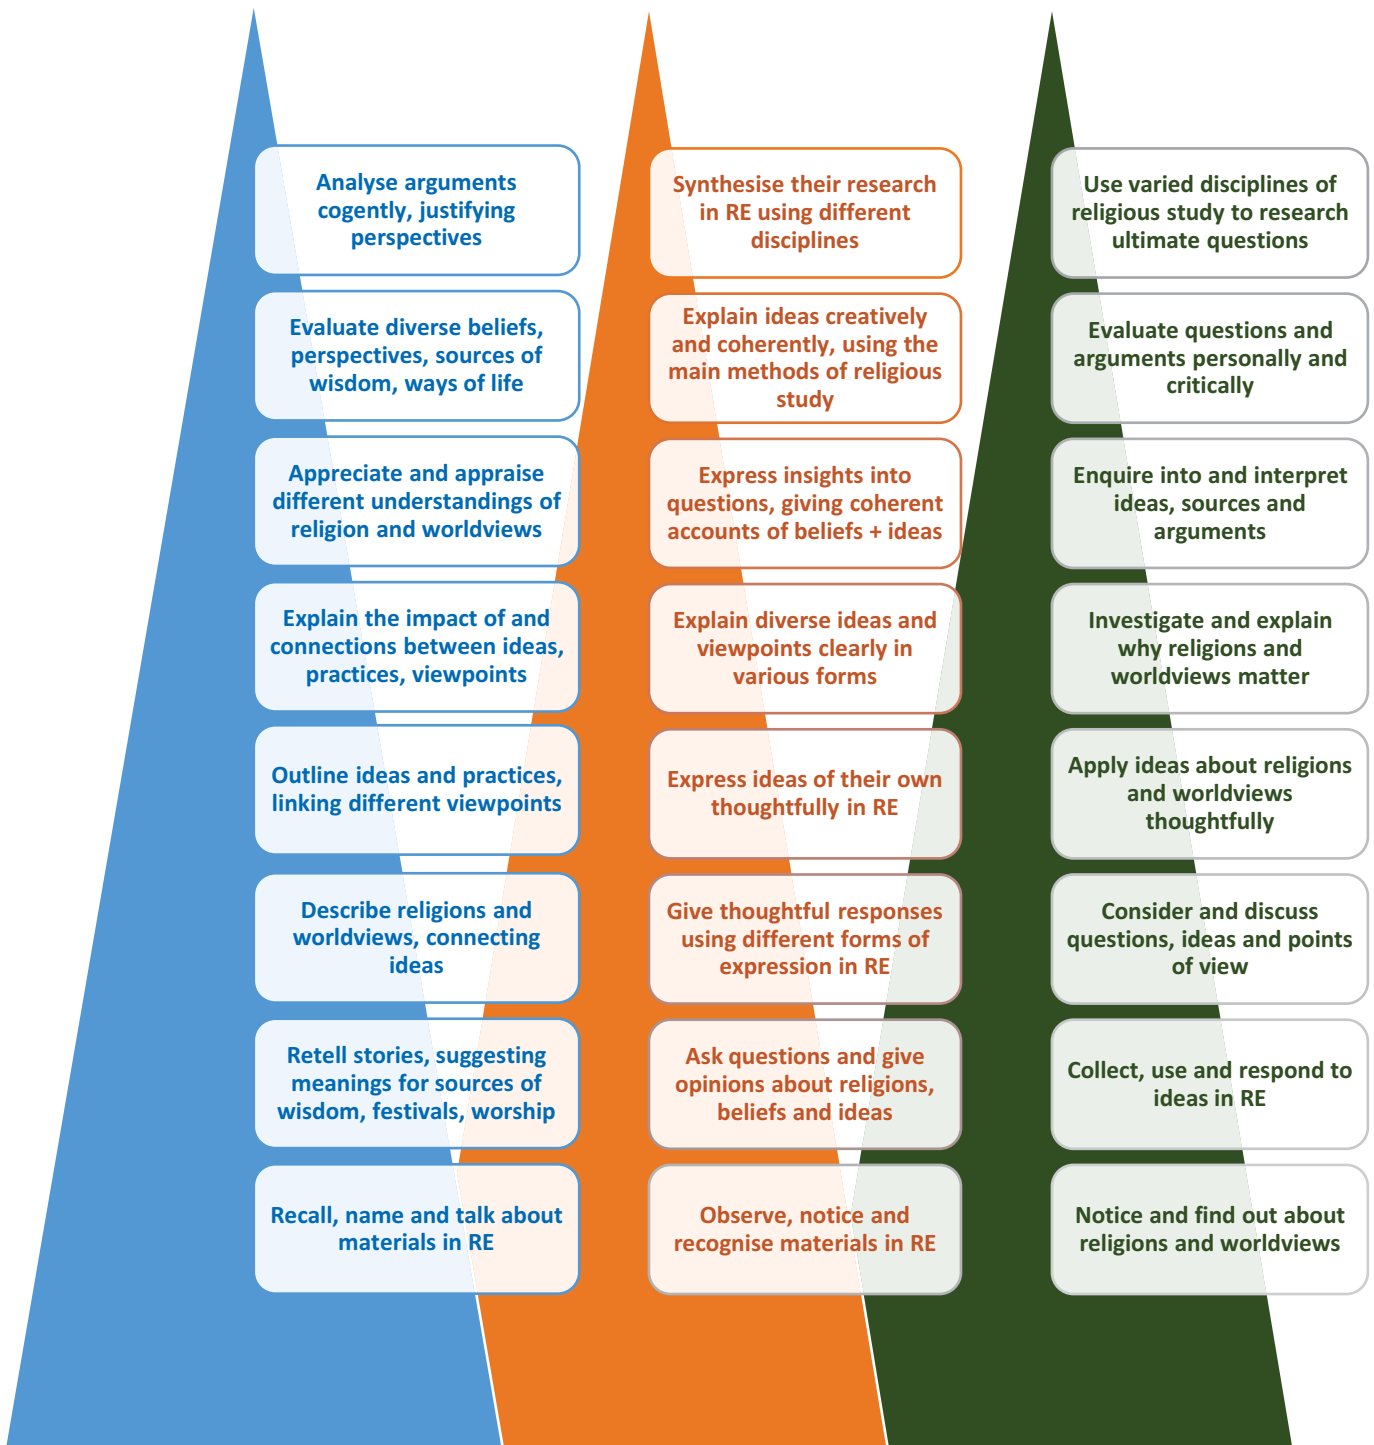 Analyse arguments
cogently, justifying
perspectives
Evaluate diverse beliefs,
perspectives, sources of
wisdom, ways of life
Appreciate and appraise
different understandings of
religion and worldviews
Explain the impact of and
connections between ideas,
practices, viewpoints
Outline ideas and practices,
linking different viewpoints
Describe religions and
worldviews, connecting
ideas
Retell stories, suggesting
meanings for sources of
wisdom, festivals, worship
Recall, name and talk about
materials in RE
Synthesise their research
in RE using different
disciplines
Explain ideas creatively
and coherently, using the
main methods of religious
study
Express insights into
questions, giving coherent
accounts of beliefs + ideas
Explain diverse ideas and
viewpoints clearly in
various forms
Express ideas of their own
thoughtfully in RE
Give thoughtful responses
using different forms of
expression in RE
Ask questions and give
opinions about religions,
beliefs and ideas
Observe, notice and
recognise materials in RE
Use varied disciplines of
religious study to research
ultimate questions
Evaluate questions and
arguments personally and
critically
Enquire into and interpret
ideas, sources and
arguments
Investigate and explain
why religions and
worldviews matter
Apply ideas about religions
and worldviews
thoughtfully
Consider and discuss
questions, ideas and points
of view
Collect, use and respond to
ideas in RE
Notice and find out about
religions and worldviews